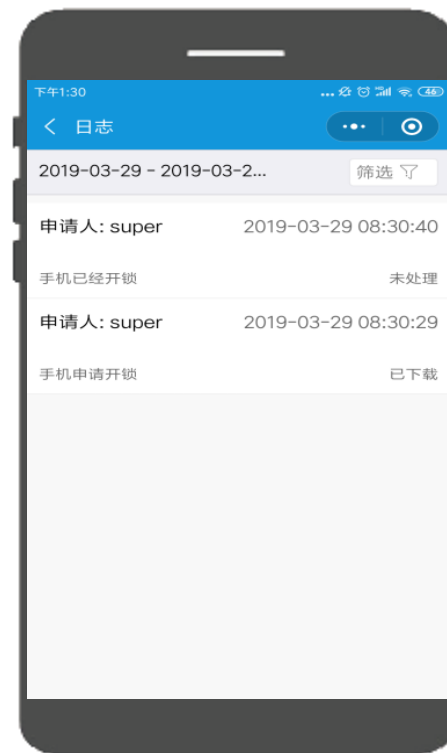 下午1:30 ... 46
日志
2019-03-29 - 2019-03-2... 筛选
申请人: super 2019-03-29 08:30:40
手机已经开锁 未处理
申请人: super 2019-03-29 08:30:29
手机申请开锁 已下载